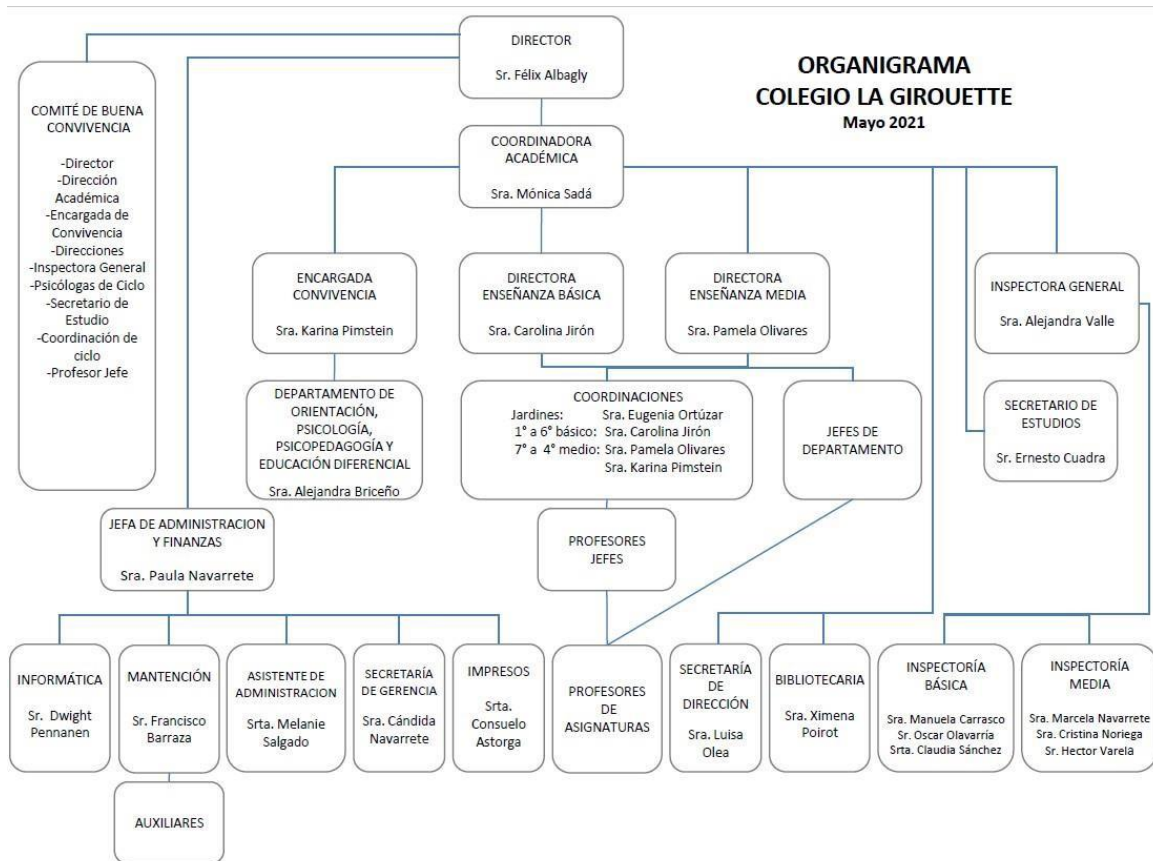 DIRECTOR
Sr. Félix Albagly
ORGANIGRAMA
COLEGIO LA GIROUETTE
Mayo 2021
COMITÉ DE BUENA
CONVIVENCIA
-Director
-Dirección
Académica
-Encargada de
Convivencia
-Direcciones
-Inspectora General
-Psicólogas de Ciclo
-Secretario de
Estudio
-Coordinación de
ciclo
-Profesor Jefe
COORDINADORA
ACADÉMICA
Sra. Mónica Sadá
ENCARGADA
CONVIVENCIA
Sra. Karina Pimstein
DIRECTORA
ENSEÑANZA BÁSICA
Sra. Carolina Jirón
DIRECTORA
ENSEÑANZA MEDIA
Sra. Pamela Olivares
INSPECTORA GENERAL
Sra. Alejandra Valle
DEPARTAMENTO DE
ORIENTACIÓN,
PSICOLOGÍA,
PSICOPEDAGOGÍA Y
EDUCACIÓN DIFERENCIAL
Sra. Alejandra Briceño
COORDINACIONES
Jardines: Sra. Eugenia Ortúzar
1° a 6° básico: Sra. Carolina Jirón
7° a 4° medio: Sra. Pamela Olivares
Sra. Karina Pimstein
JEFES DE
DEPARTAMENTO
SECRETARIO DE
ESTUDIOS
Sr. Ernesto Cuadra
JEFA DE ADMINISTRACION
Y FINANZAS
Sra. Paula Navarrete
PROFESORES
JEFES
INFORMÁTICA
Sr. Dwight
Pennanen
MANTENCIÓN
Sr. Francisco
Barraza
ASISTENTE DE
ADMINISTRACION
Srta. Melanie
Salgado
SECRETARÍA
DE GERENCIA
Sra. Cándida
Navarrete
IMPRESOS
Srta.
Consuelo
Astorga
PROFESORES
DE
ASIGNATURAS
SECRETARÍA
DE
DIRECCIÓN
Sra. Luisa
Olea
BIBLIOTECARIA
Sra. Ximena
Poirot
INSPECTORÍA
BÁSICA
Sra. Manuela Carrasco
Sr. Oscar Olavarría
Srta. Claudia Sánchez
INSPECTORÍA
MEDIA
Sra. Marcela Navarrete
Sra. Cristina Noriega
Sr. Hector Varela
AUXILIARES